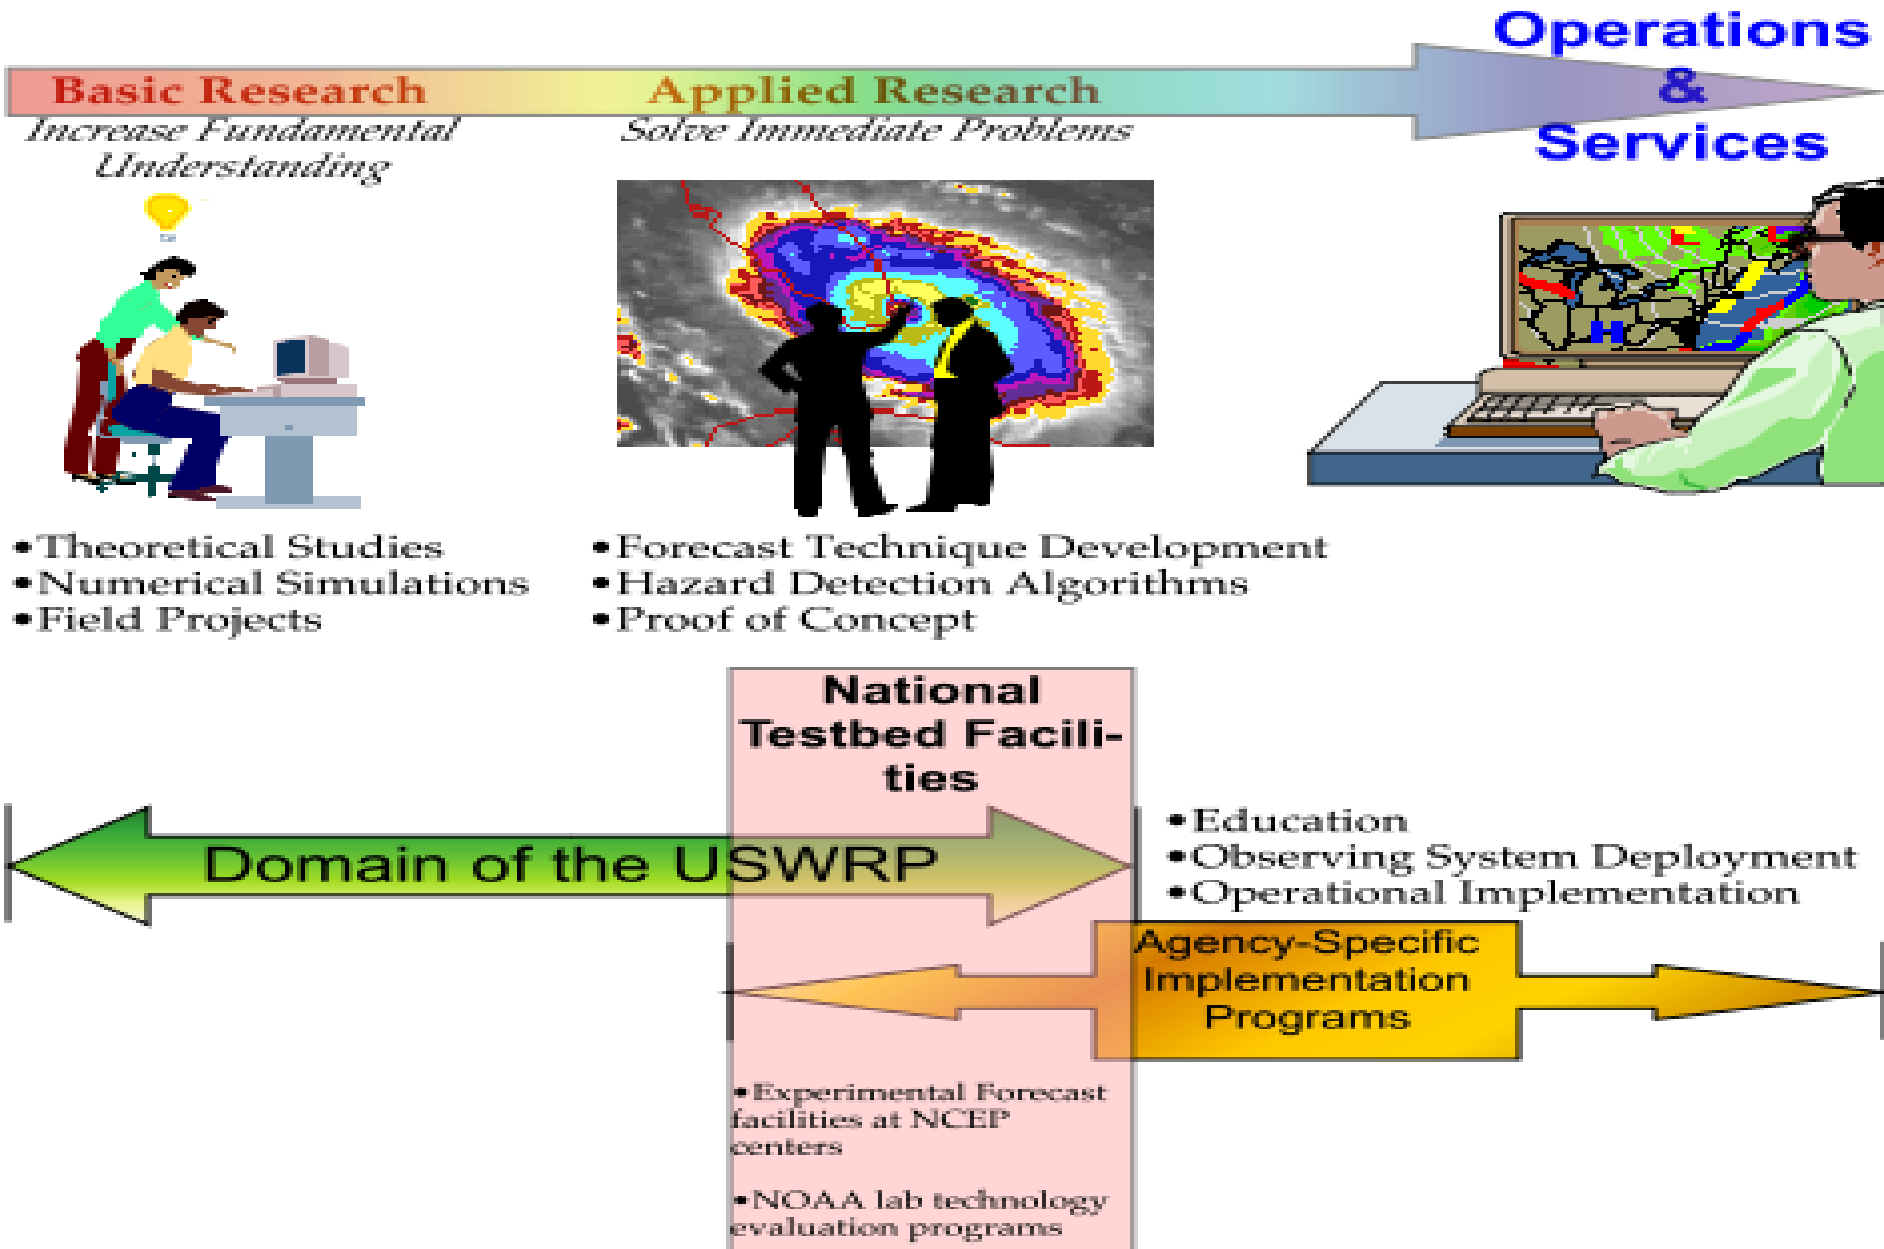 Operations
&
Services
Basic Research
Increase Fundamental
Understanding
Applied Research
Solve Immediate Problems
L
L
H
•Theoretical Studies
•Numerical Simulations
•Field Projects
•Forecast Technique Development
•Hazard Detection Algorithms
•Proof of Concept
National
Testbed Facili-
ties
Domain of the USWRP
•Education
•Observing System Deployment
•Operational Implementation
Agency-Specific
Implementation
Programs
•Experimental Forecast
facilities at NCEP
centers
•NOAA lab technology
evaluation programs